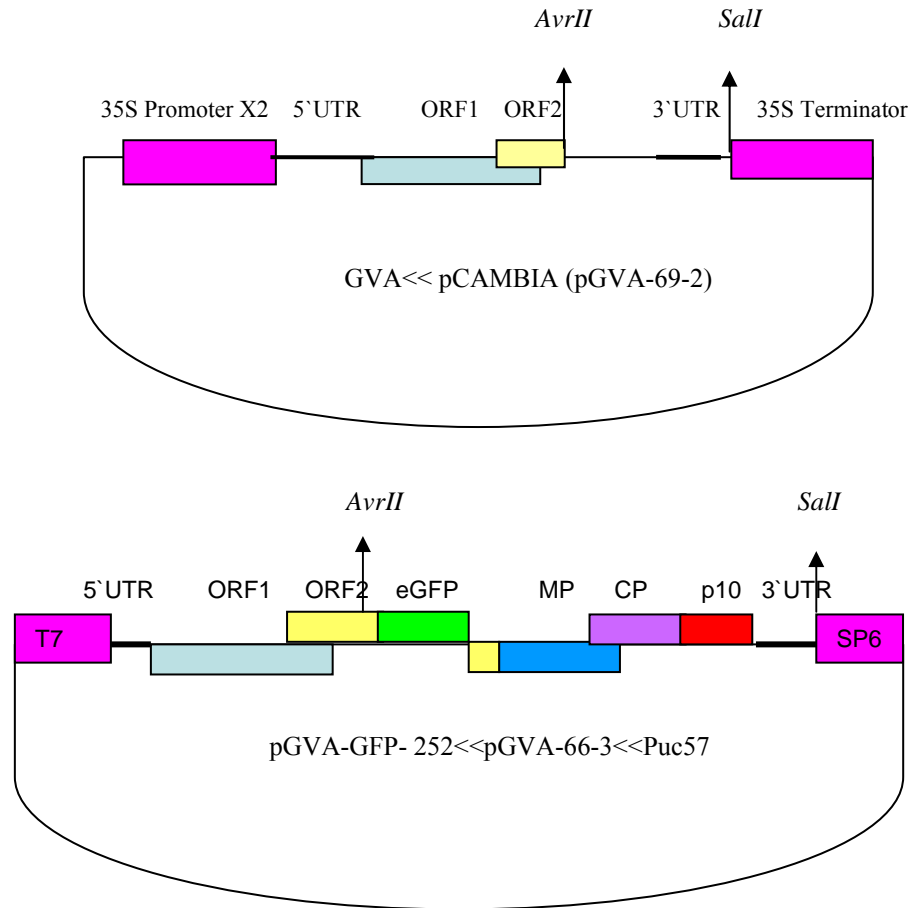 AvrII SalI
35S Promoter X2 5`UTR ORF1 ORF2 3`UTR 35S Terminator
GVA<< pCAMBIA (pGVA-69-2)
AvrII SalI
5`UTR ORF1 ORF2 eGFP MP CP p10 3`UTR
T7 SP6
pGVA-GFP- 252<<pGVA-66-3<<Puc57